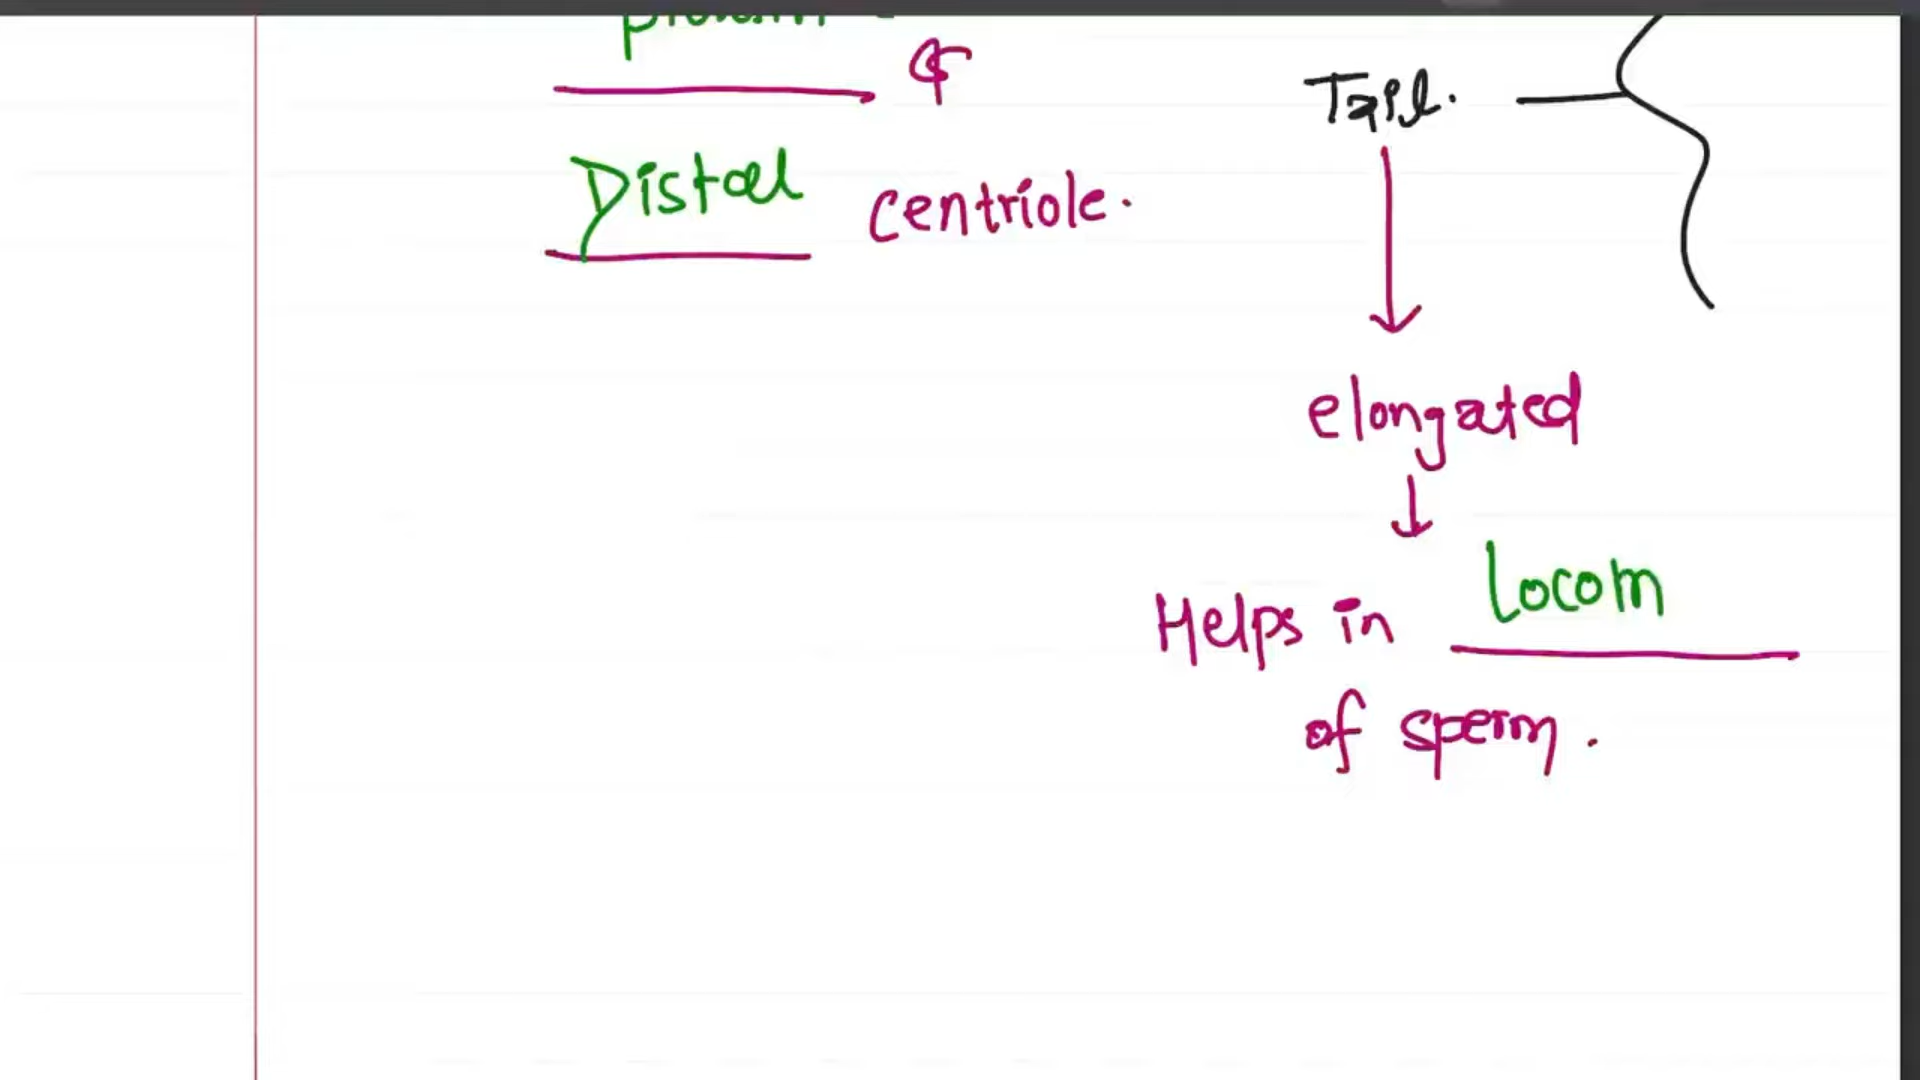 &
Distal centriole.
Tail.
elongated
Helps in Locom
of sperm.